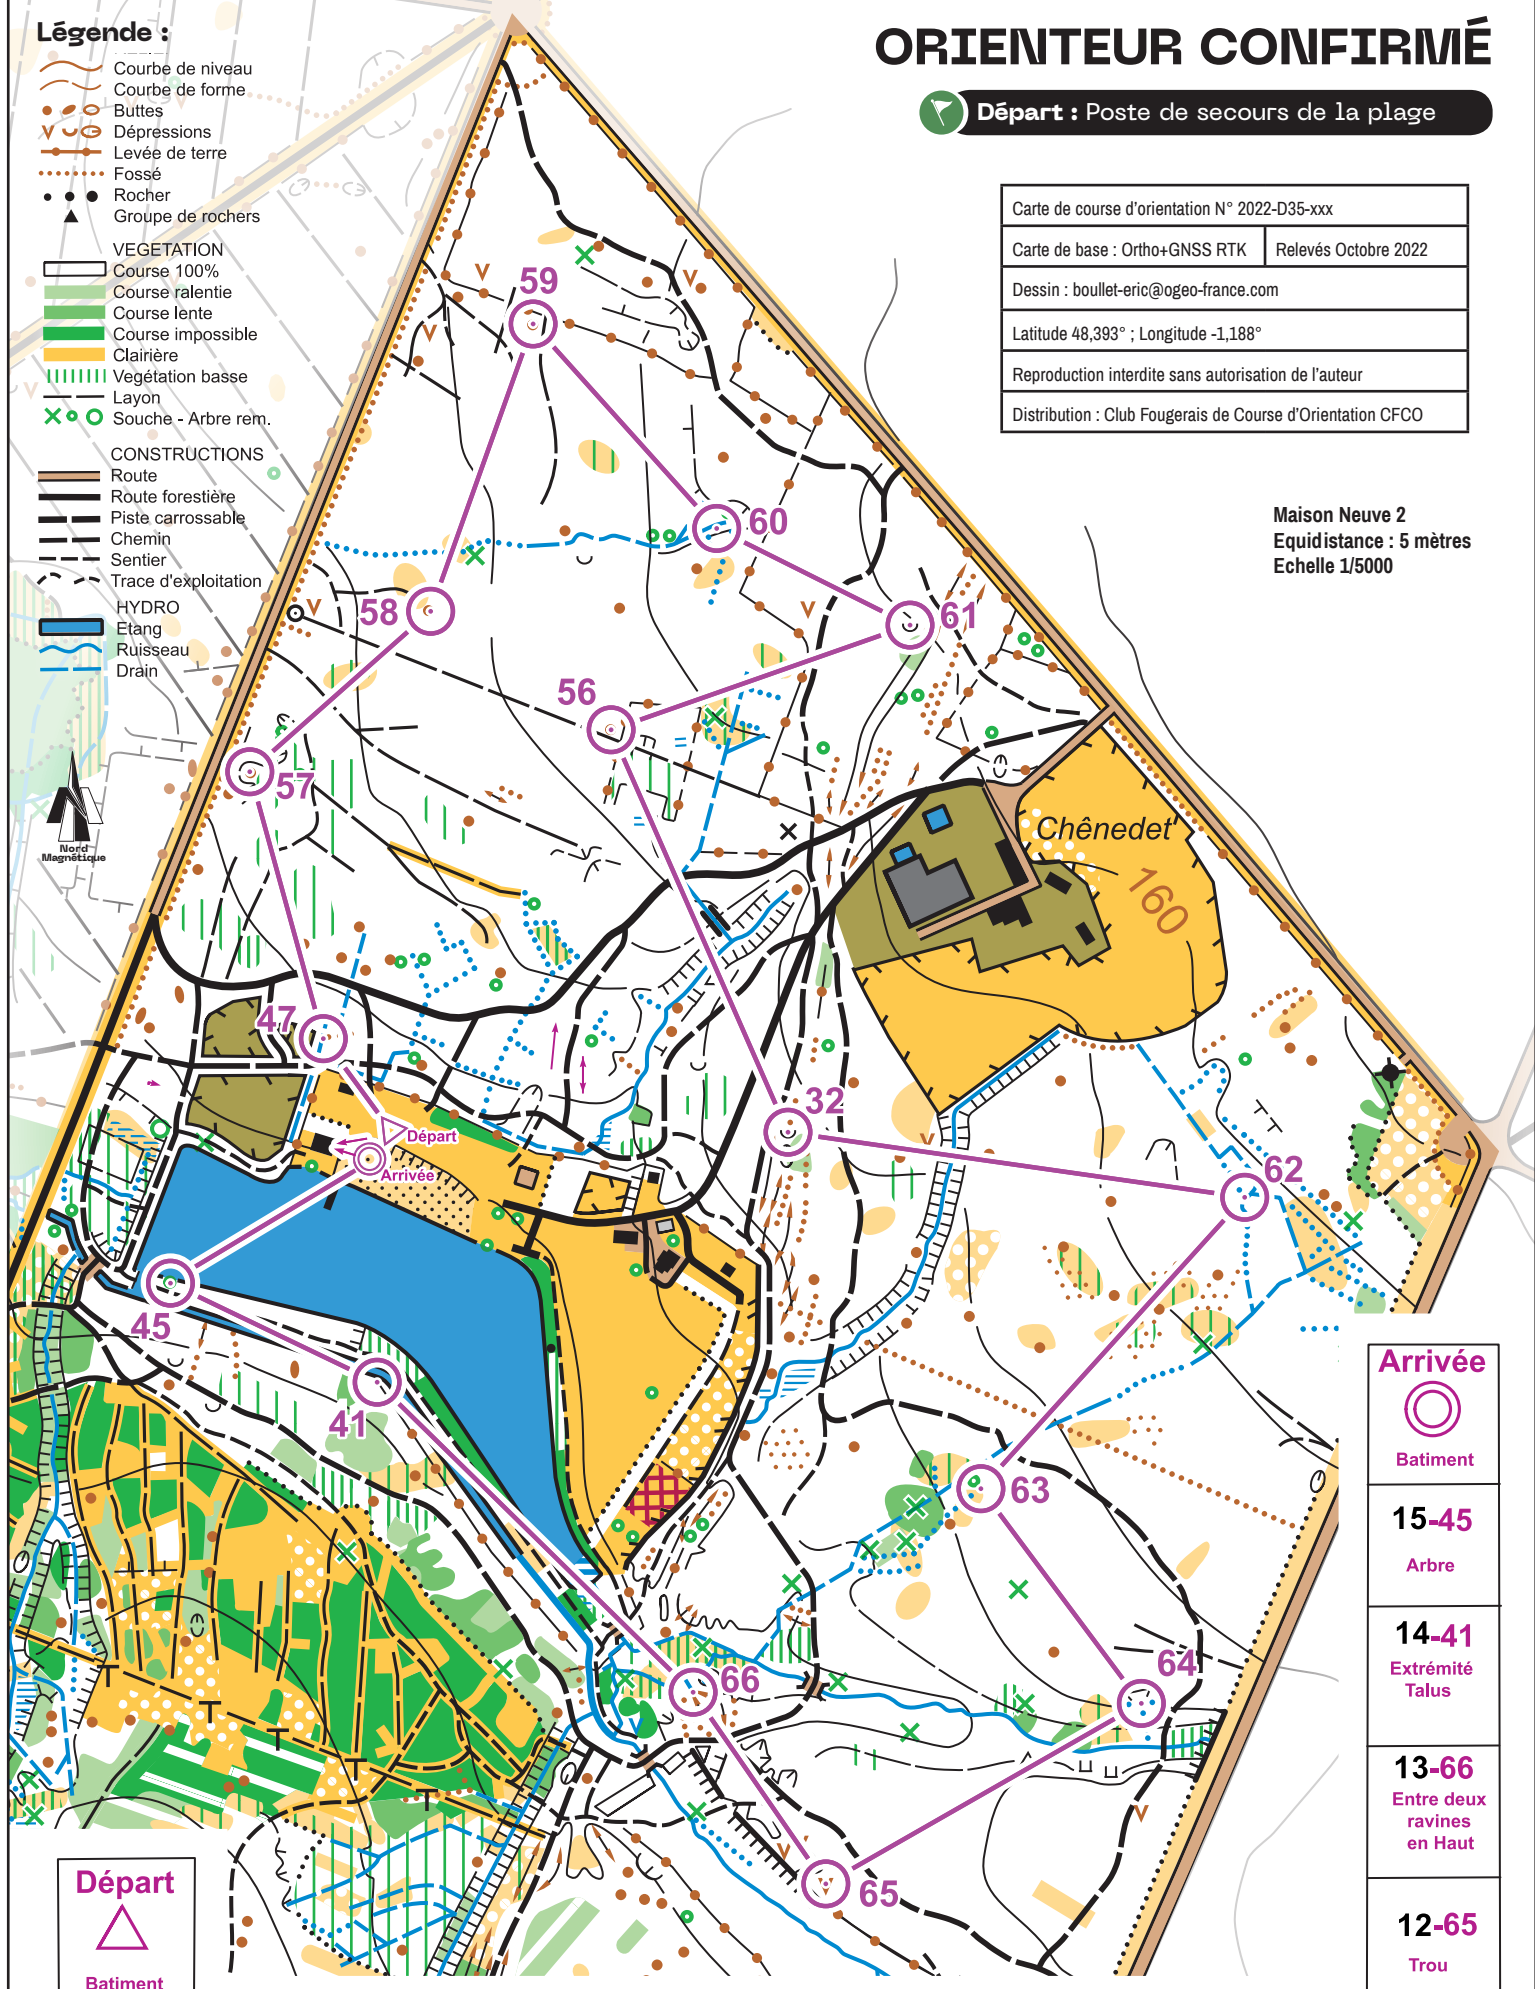 Légende :
Courbe de niveau
Courbe de forme
Buttes
Dépressions
Levée de terre
Fossé
Rocher
Groupe de rochers
VEGETATION
Course 100%
Course ralentie
Course lente
Course impossible
Clairière
Vegétation basse
Layon
Souche - Arbre rem.
CONSTRUCTIONS
Route
Route forestière
Piste carrossable
Chemin
Sentier
Trace d'exploitation
HYDRO
Etang
Ruisseau
Drain
Nord
Magnétique
ORIENTEUR CONFIRMÉ
Départ : Poste de secours de la plage
Carte de course d'orientation N° 2022-D35-xxx
Carte de base : Ortho+GNSS RTK
Relevés Octobre 2022
Dessin : boullet-eric@ogeo-france.com
Latitude 48,393° ; Longitude -1,188°
Reproduction interdite sans autorisation de l'auteur
Distribution : Club Fougerais de Course d'Orientation CFCO
Maison Neuve 2
Equidistance : 5 mètres
Echelle 1/5000
59
60
58
61
56
57
Chênedet
160
47
32
Départ
Arrivée
62
45
41
63
64
66
65
Arrivée
Batiment
15-45
Arbre
14-41
Extrémité
Talus
13-66
Entre deux
ravines
en Haut
12-65
Trou
Départ
Batiment